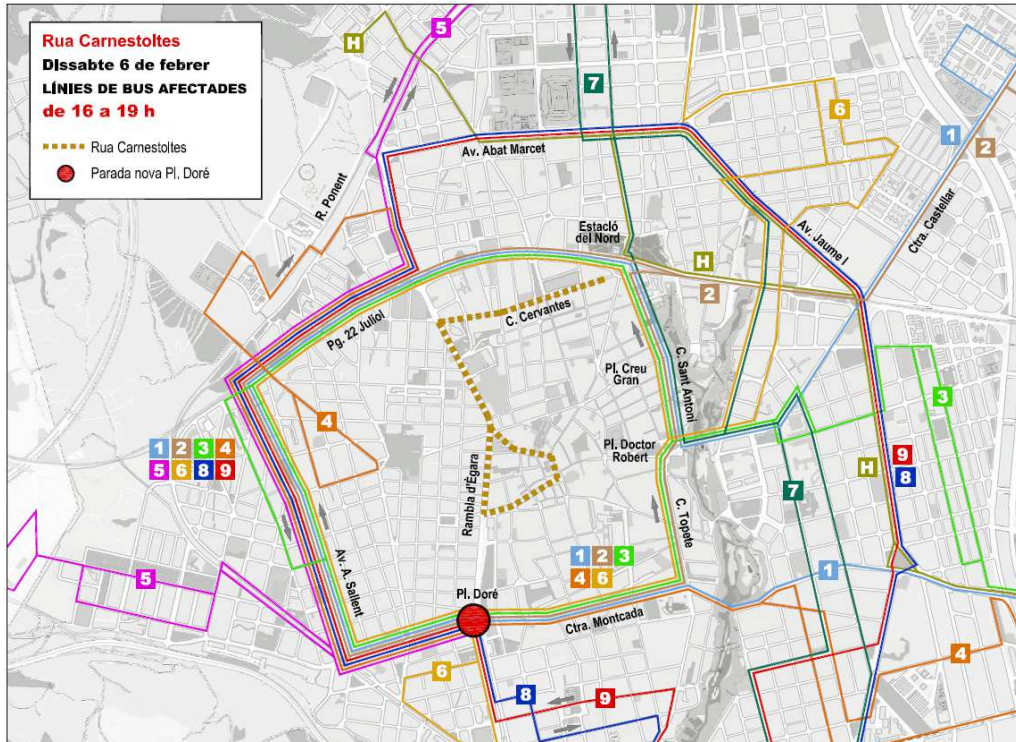 Rua Carnestoltes
DIssabte 6 de febrer
LÍNIES DE BUS AFECTADES
de 16 a 19 h
Rua Carnestoltes
Parada nova Pl. Doré
H
5
7
6
1
2
Av. Abat Marcet
R. Ponent
Ctra. Castellar
Estació
del Nord
Av. Jaume I
H
2
C. Cervantes
Pg. 22 Juliol
Pl. Creu
Gran
C. Sant Antoni
3
4
1 2 3 4
5 6 8 9
Pl. Doctor
Robert
Rambla d'Ègara
9
H
8
7
C. Topete
Av. A. Sallent
1 2 3
4 6
1
5
Pl. Doré
Ctra. Montcada
4
6
8
9